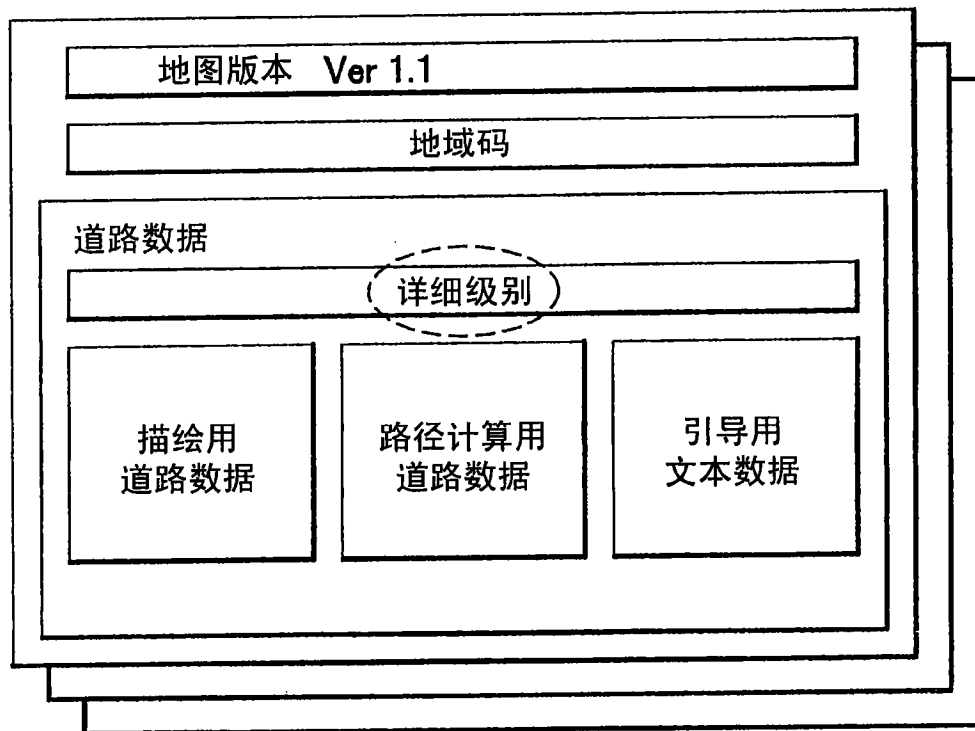 地图版本 Ver 1.1
地域码
道路数据
详细级别
描绘用
道路数据
路径计算用
道路数据
引导用
文本数据